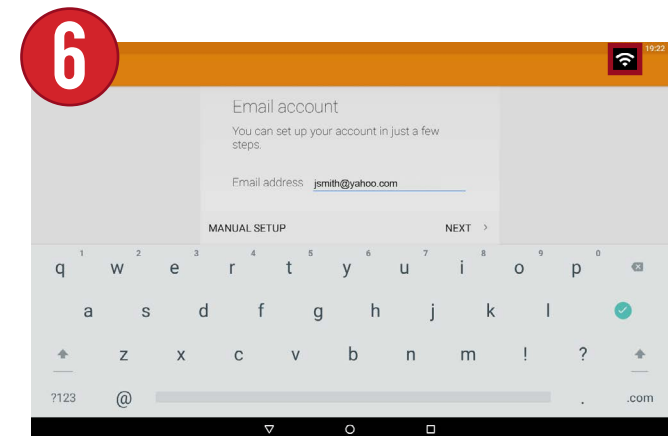 6
19:22
Email account
You can set up your account in just a few
steps.
Email address jsmith@yahoo.com
MANUAL SETUP NEXT >
1 2 3 4 5 6 7 8 9 0
q w e r t y u i o p
a s d f g h j k l
z x c v b n m ! ?
?123 @ . .com